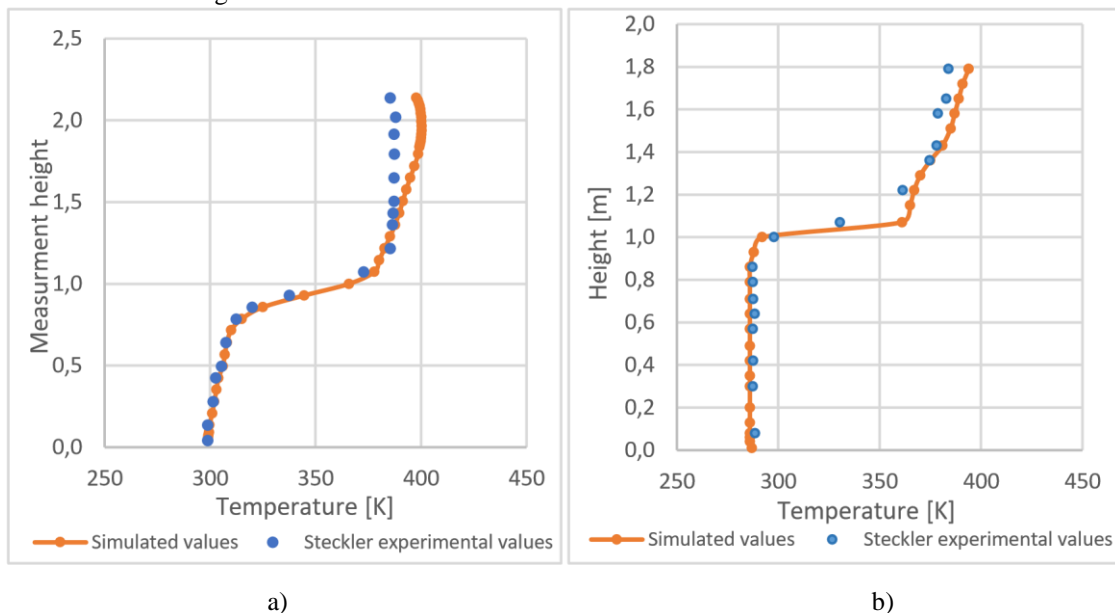 2,5
2,0
1,5
1,0
0,5
0,0
Measurment height
250 300 350 400 450
Temperature [K]
Simulated values Steckler experimental values
a)
2,0
1,8
1,6
1,4
1,2
1,0
0,8
0,6
0,4
0,2
0,0
Height [m]
250 300 350 400 450
Temperature [K]
Simulated values Steckler experimental values
b)